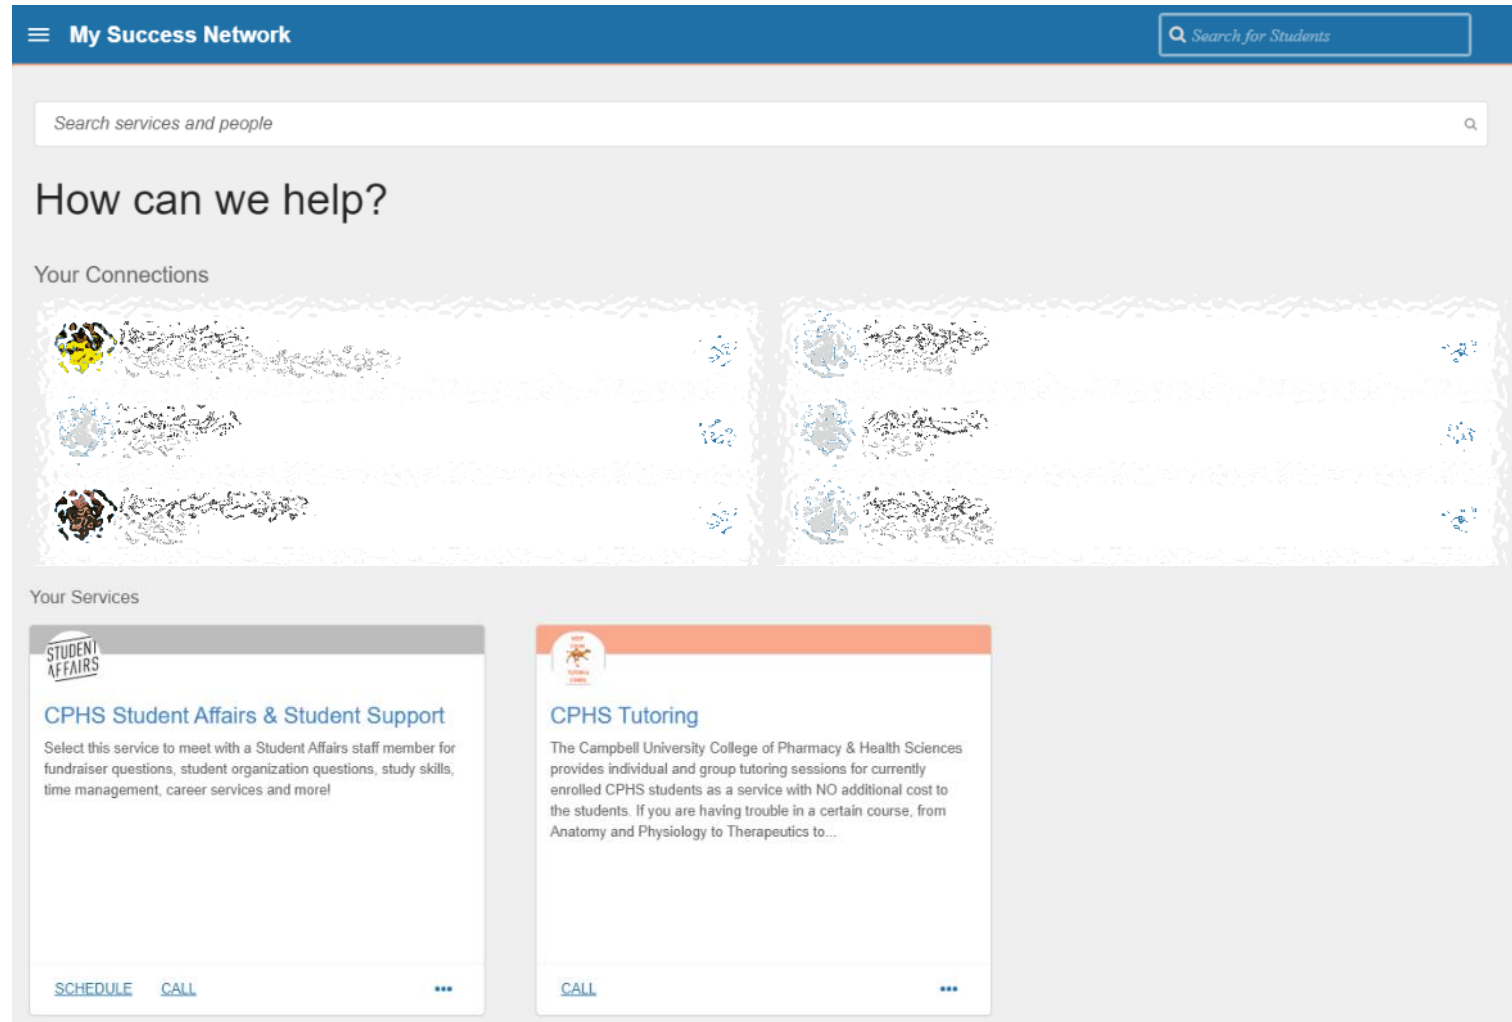 My Success Network
Search for Students
Search services and people
How can we help?
Your Connections
Your Services
STUDENT
AFFAIRS
KEEP
CALM
&
TUTORING
CPHS Student Affairs & Student Support
Select this service to meet with a Student Affairs staff member for
fundraiser questions, student organization questions, study skills,
time management, career services and more!
SCHEDULE CALL
CPHS Tutoring
The Campbell University College of Pharmacy & Health Sciences
provides individual and group tutoring sessions for currently
enrolled CPHS students as a service with NO additional cost to
the students. If you are having trouble in a certain course, from
Anatomy and Physiology to Therapeutics to...
CALL